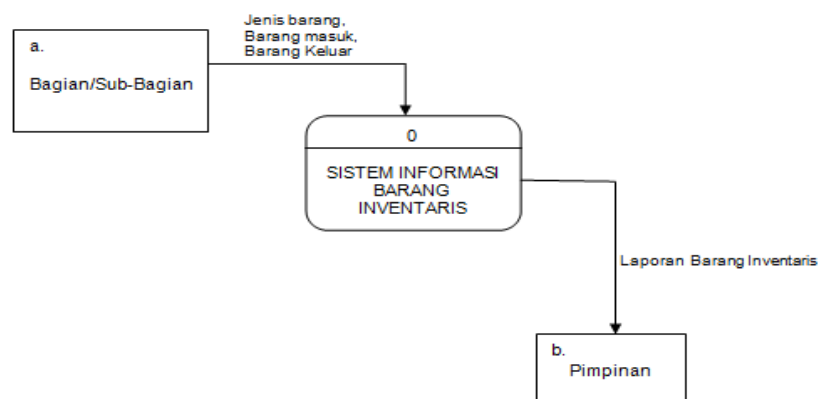 Jenis barang,
Barang masuk,
Barang Keluar
a.
Bagian/Sub-Bagian
0
SISTEM INFORMASI
BARANG
INVENTARIS
Laporan Barang Inventaris
b.
Pimpinan